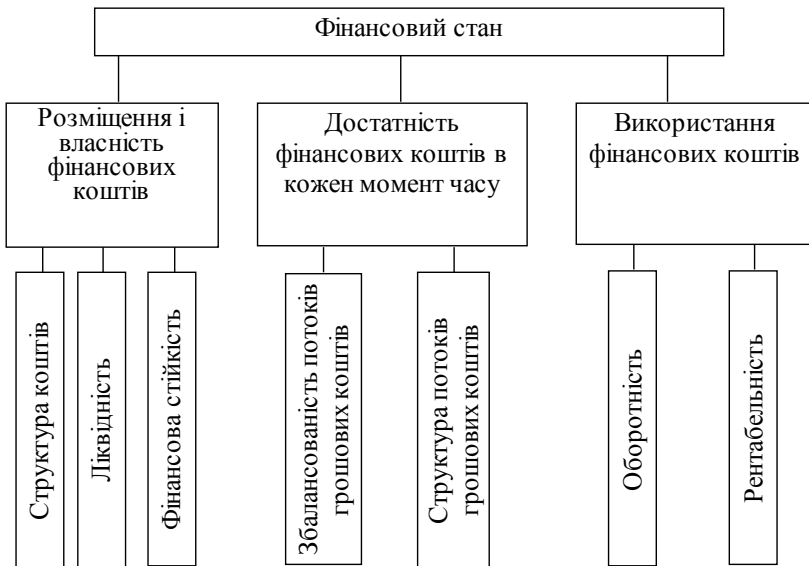 Фінансовий стан
Розміщення і
власність
фінансових
коштів
Достатність
фінансових коштів в
кожен момент часу
Використання
фінансових коштів
Структура коштів
Ліквідність
Фінансова стійкість
Збалансованість потоків
грошових коштів
Структура потоків
грошових коштів
Оборотність
Рентабельність